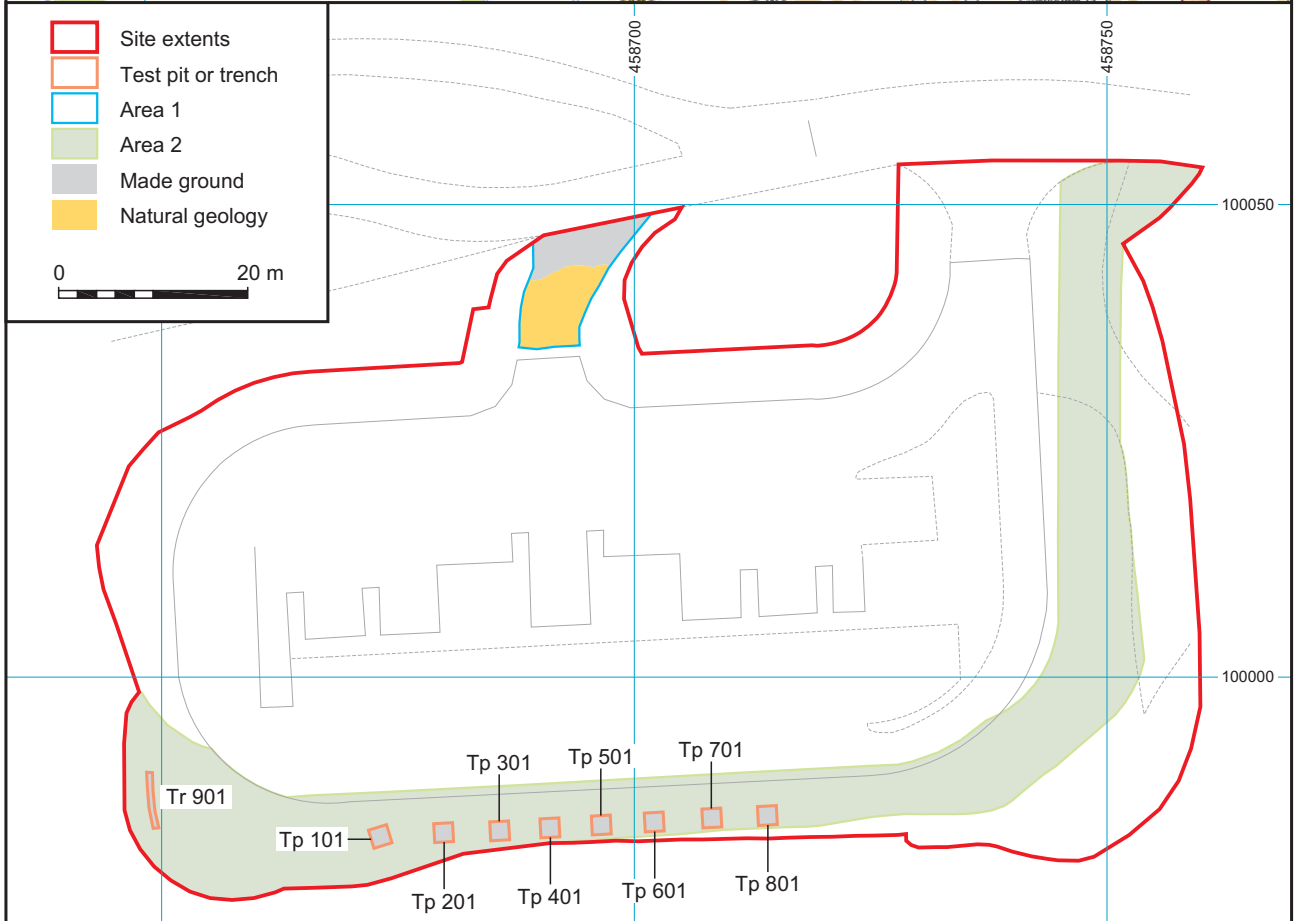 Site extents
Test pit or trench
Area 1
Area 2
Made ground
Natural geology
0 20 m
458700
458750
100050
100000
Tr 901
Tp 101
Tp 201
Tp 301
Tp 401
Tp 501
Tp 601
Tp 701
Tp 801